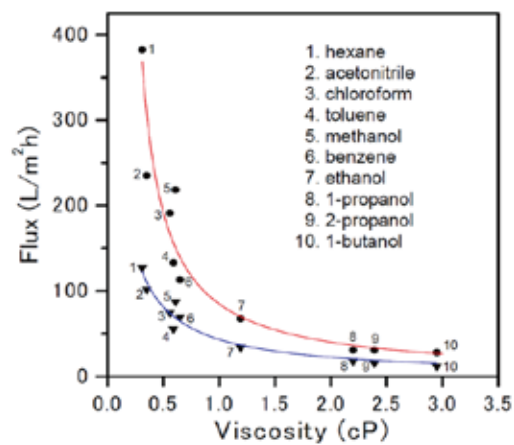 400
300
200
100
0
Flux (L/m²h)
0.0 0.5 1.0 1.5 2.0 2.5 3.0 3.5
Viscosity (cP)
1. hexane
2. acetonitrile
3. chloroform
4. toluene
5. methanol
6. benzene
7. ethanol
8. 1-propanol
9. 2-propanol
10. 1-butanol
1
2
5
3
4
6
7
8 9 10
1
2
5
3 6
4
7
8 9 10